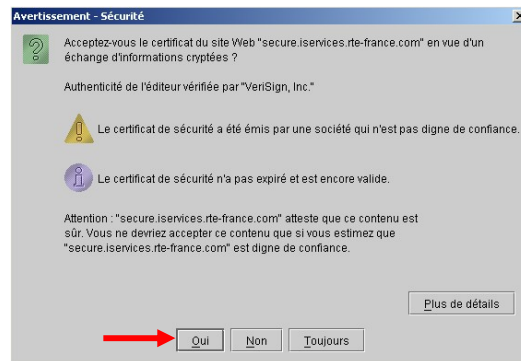 Avertissement - Sécurité
Acceptez-vous le certificat du site Web "secure.iservices.rte-france.com" en vue d'un
échange d'informations cryptées ?
Authenticité de l'éditeur vérifiée par "VeriSign, Inc."
Le certificat de sécurité a été émis par une société qui n'est pas digne de confiance.
Le certificat de sécurité n'a pas expiré et est encore valide.
Attention : "secure.iservices.rte-france.com" atteste que ce contenu est
sûr. Vous ne devriez accepter ce contenu que si vous estimez que
"secure.iservices.rte-france.com" est digne de confiance.
Plus de détails
Oui Non Toujours